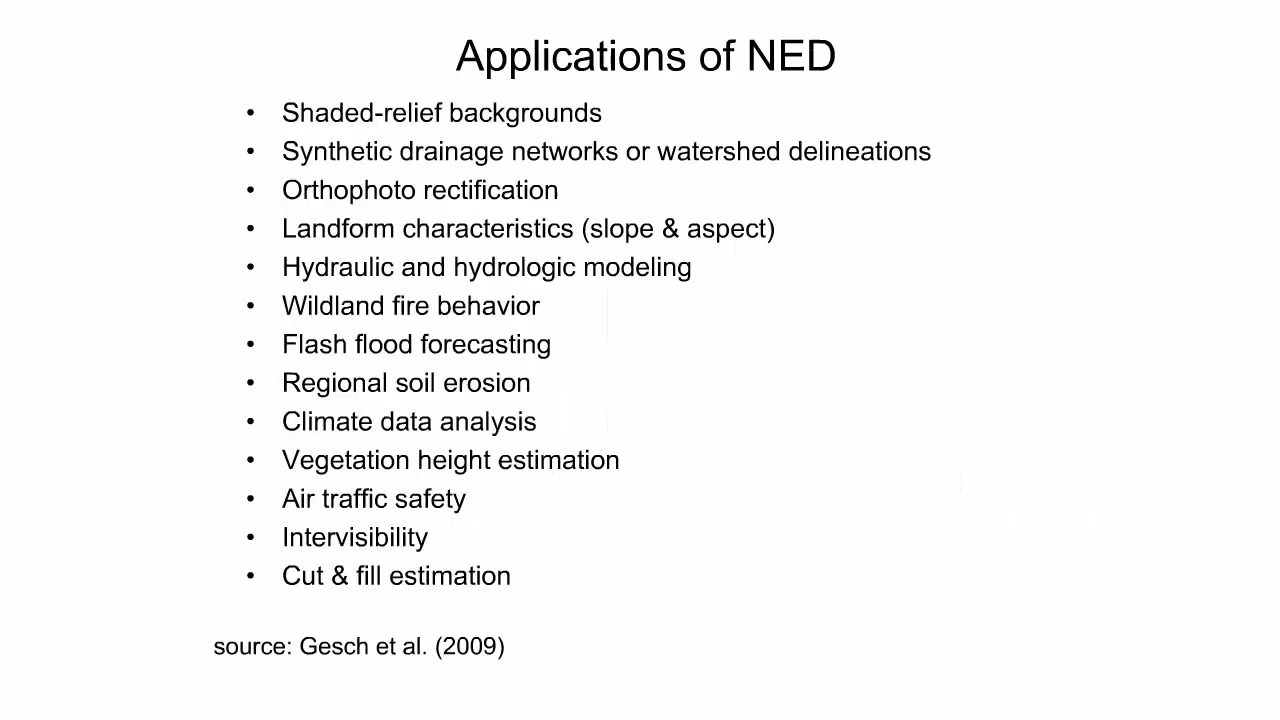 Applications of NED
• Shaded-relief backgrounds
• Synthetic drainage networks or watershed delineations
• Orthophoto rectification
• Landform characteristics (slope & aspect)
• Hydraulic and hydrologic modeling
• Wildland fire behavior
• Flash flood forecasting
• Regional soil erosion
• Climate data analysis
• Vegetation height estimation
• Air traffic safety
• Intervisibility
• Cut & fill estimation
source: Gesch et al. (2009)